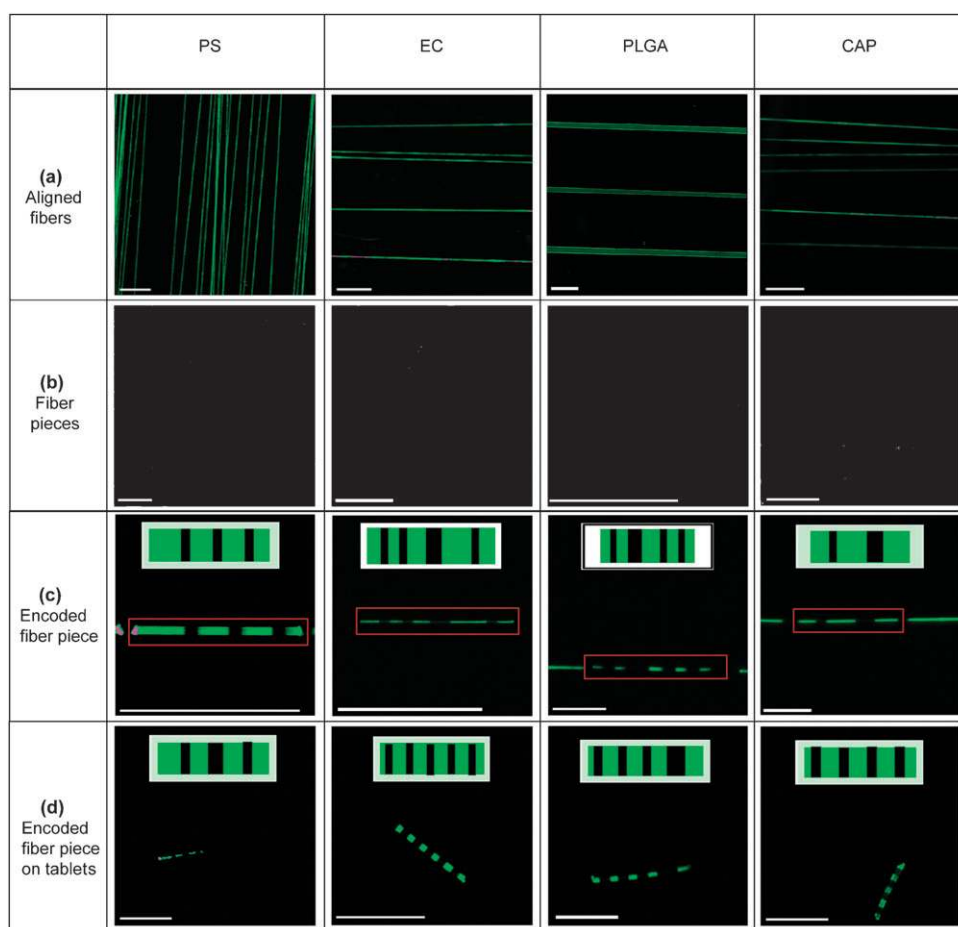 PS EC PLGA CAP
(a)
Aligned
fibers
(b)
Fiber
pieces
(c)
Encoded
fiber piece
(d)
Encoded
fiber piece
on tablets